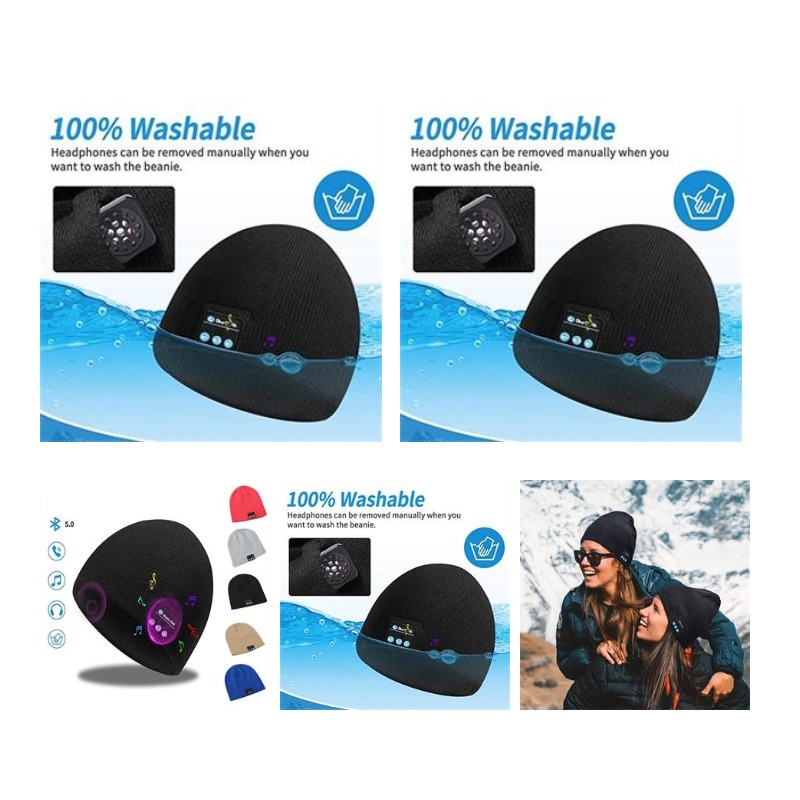 100% Washable
Headphones can be removed manually when you
want to wash the beanie.
100% Washable
Headphones can be removed manually when you
want to wash the beanie.
5.0
100% Washable
Headphones can be removed manually when you
want to wash the beanie.